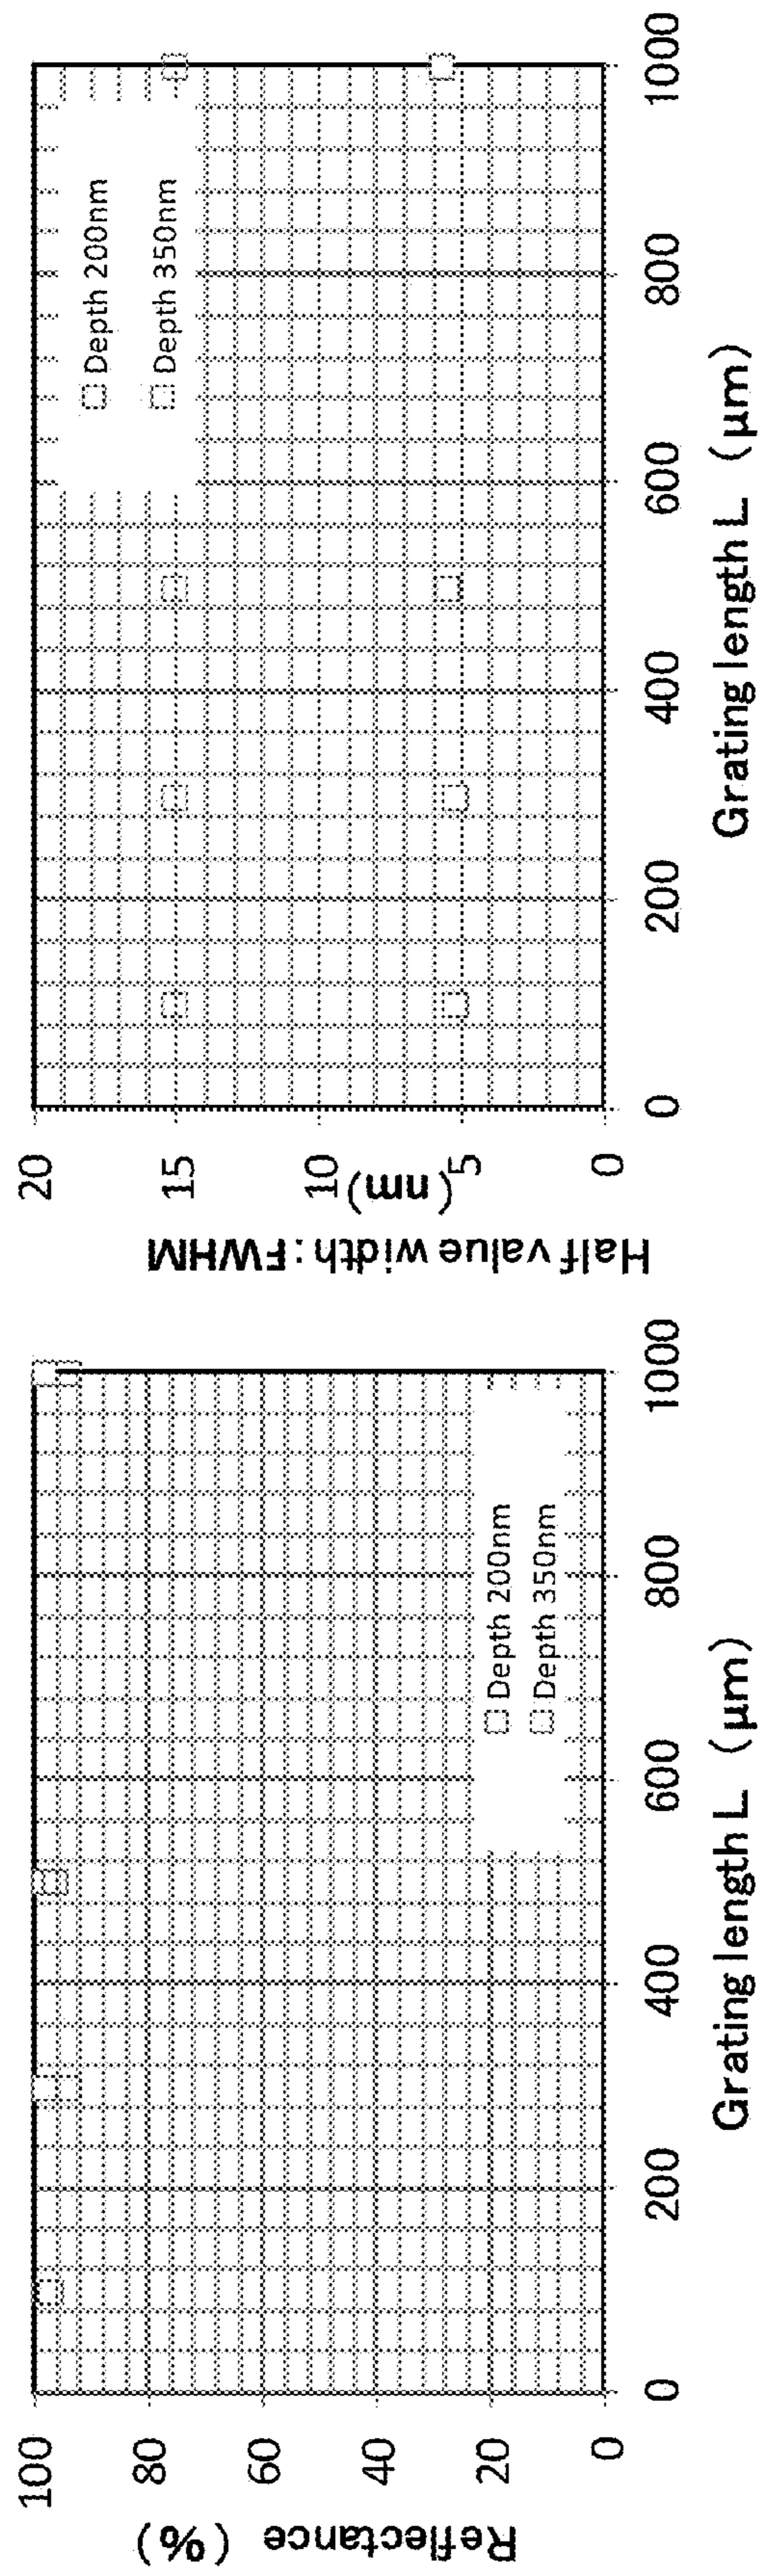 Reflectance (%)
100
80
60
40
20
0
Depth 200nm
Depth 350nm
0
200
400
600
800
1000
Grating length L (μm)
Half value width:FWHM
(nm)
20
15
10
5
0
Depth 200nm
Depth 350nm
0
200
400
600
800
1000
Grating length L (μm)